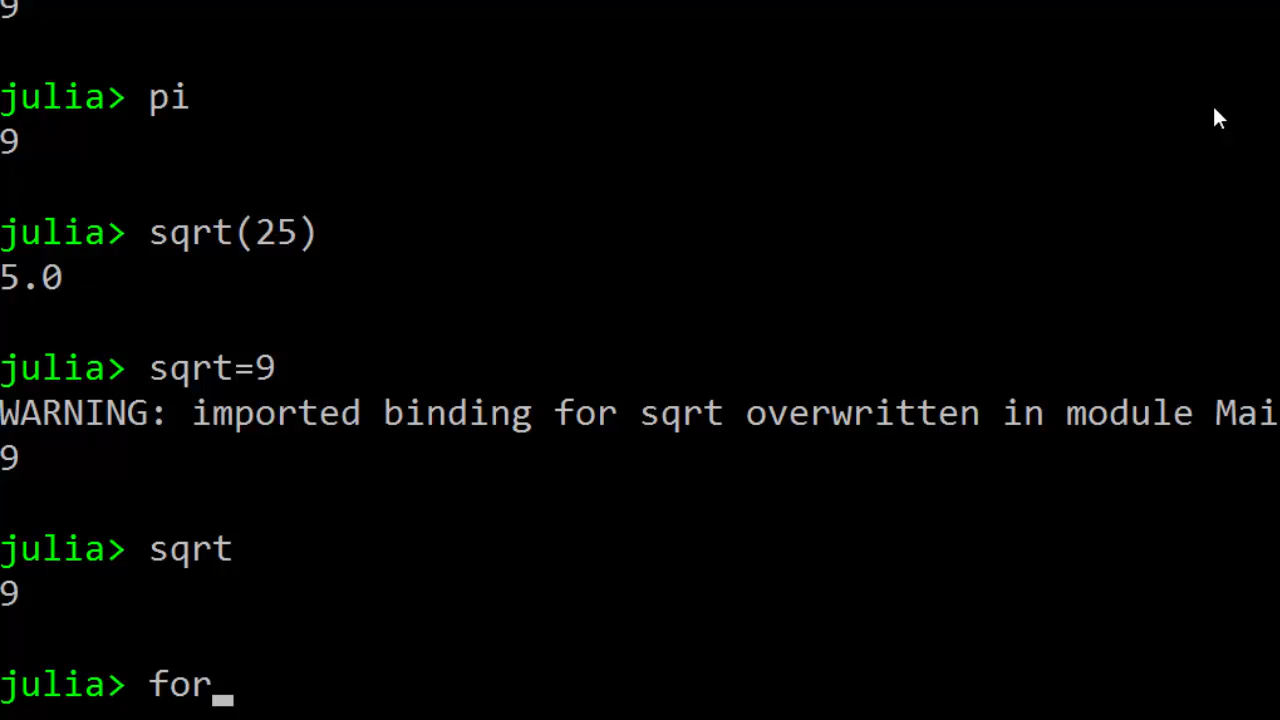 9
julia> pi
9
julia> sqrt(25)
5.0
julia> sqrt=9
WARNING: imported binding for sqrt overwritten in module Mai
9
julia> sqrt
9
julia> for